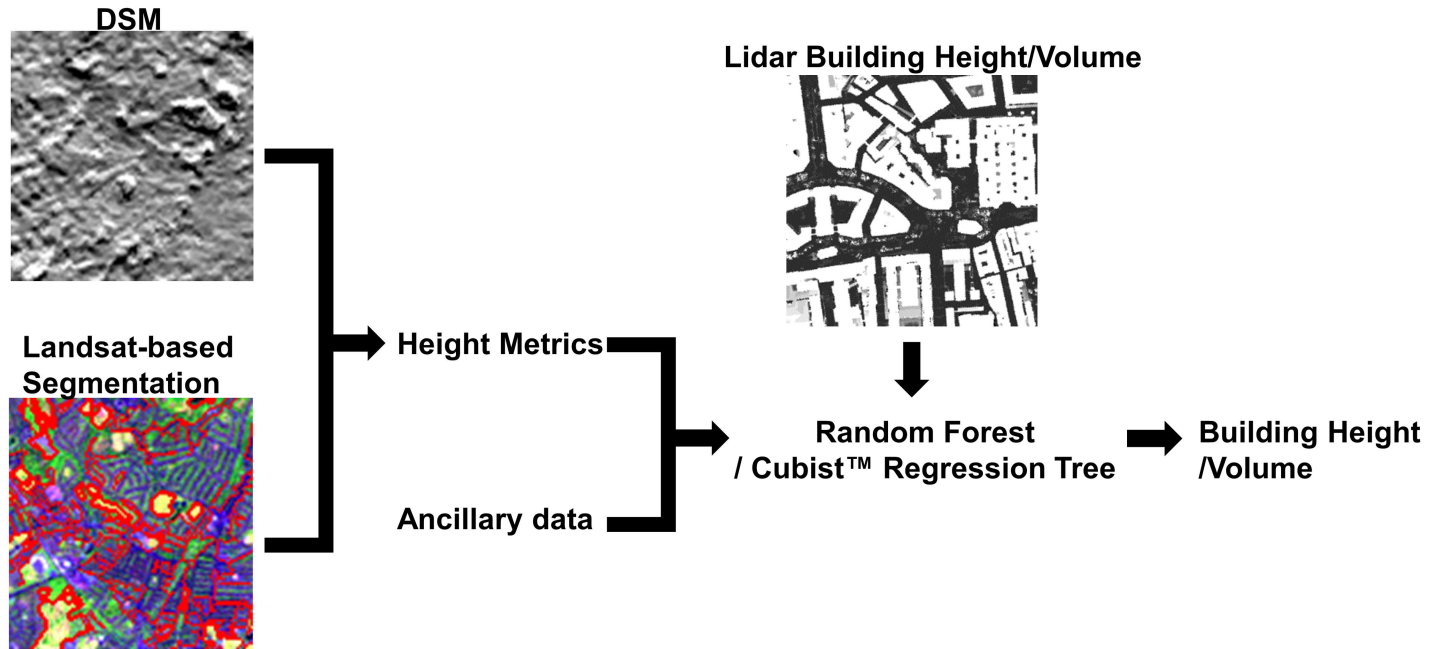 DSM
Lidar Building Height/Volume
Landsat-based
Segmentation
Height Metrics
Ancillary data
Random Forest
/ Cubist™ Regression Tree
Building Height
/Volume